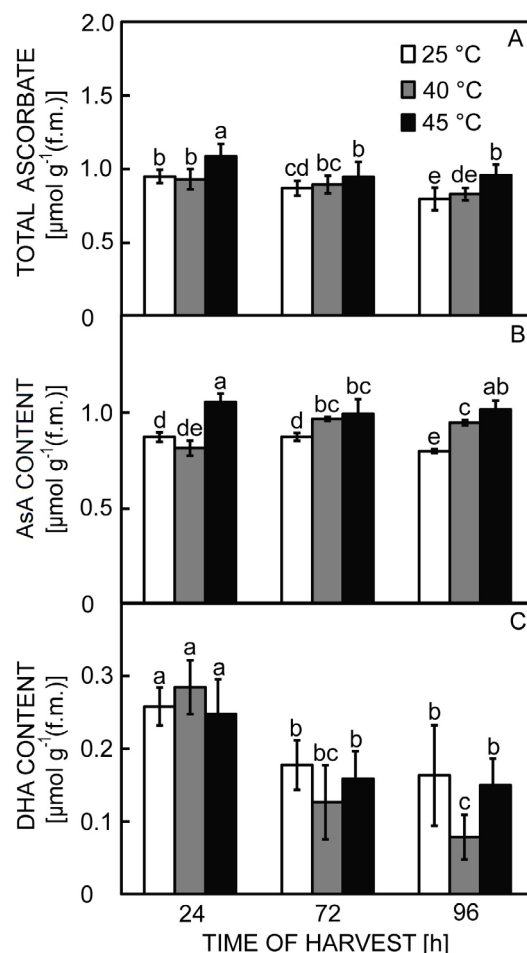 A
2.0
1.5
1.0
0.5
0
TOTAL ASCORBATE
[µmol g-1(f.m.)]
25 °C
40 °C
45 °C
b b a
cd bc b
e de b
B
1.0
0.5
0
AsA CONTENT
[µmol g-1(f.m.)]
d de a
d bc bc
e c ab
C
0.3
0.2
0.1
0
DHA CONTENT
[µmol g-1(f.m.)]
a a a
b bc b
b c b
24 72 96
TIME OF HARVEST [h]